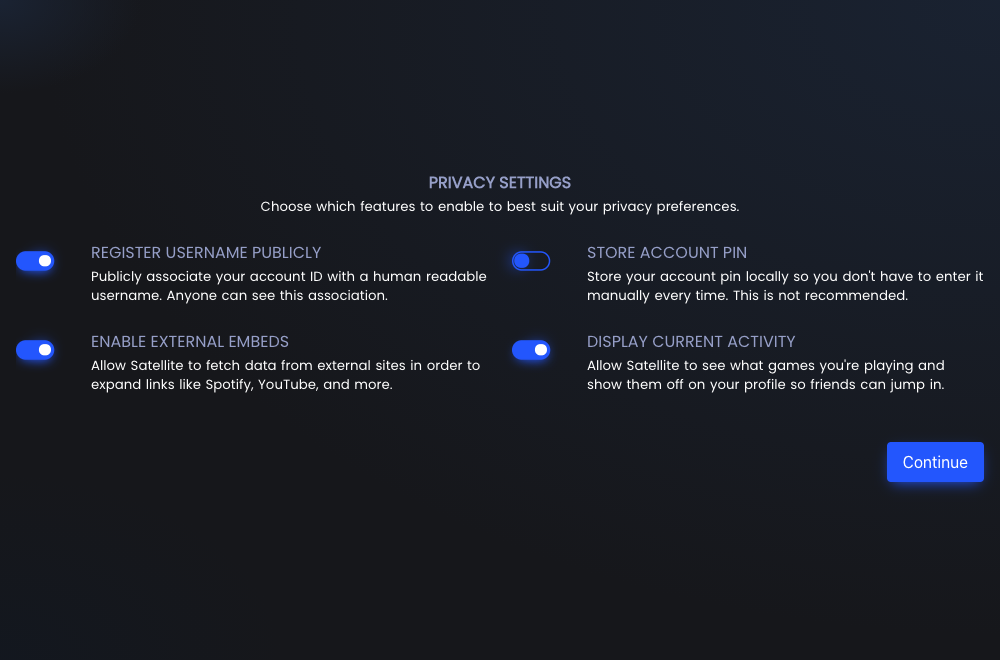 PRIVACY SETTINGS
Choose which features to enable to best suit your privacy preferences.
REGISTER USERNAME PUBLICLY
Publicly associate your account ID with a human readable
username. Anyone can see this association.
STORE ACCOUNT PIN
Store your account pin locally so you don't have to enter it
manually every time. This is not recommended.
ENABLE EXTERNAL EMBEDS
Allow Satellite to fetch data from external sites in order to
expand links like Spotify, YouTube, and more.
DISPLAY CURRENT ACTIVITY
Allow Satellite to see what games you're playing and
show them off on your profile so friends can jump in.
Continue